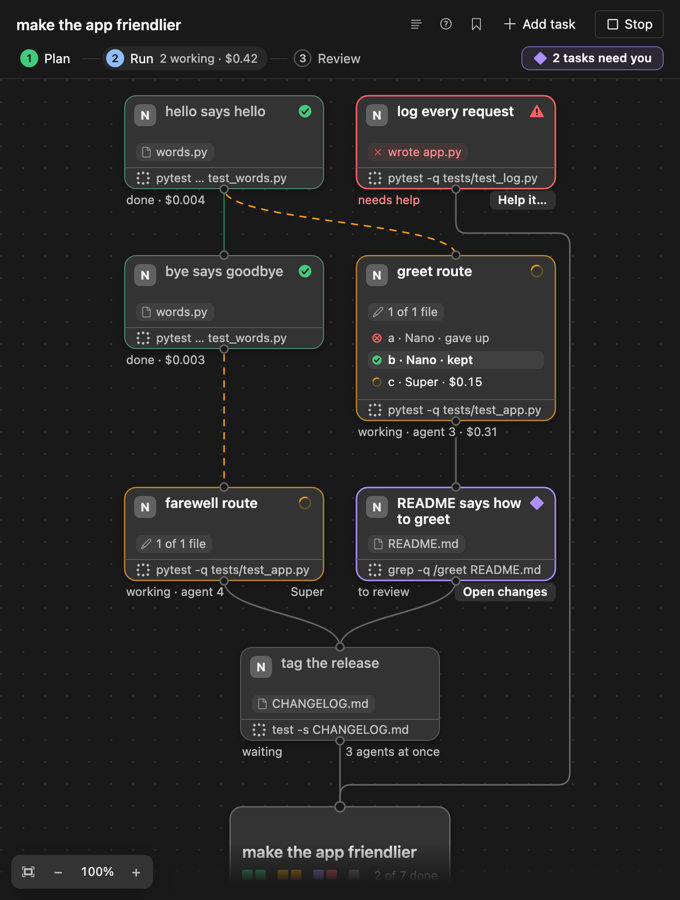 make the app friendlier
Add task
Stop
1 Plan
2 Run 2 working · $0.42
3 Review
2 tasks need you
N hello says hello
words.py
pytest ... test_words.py
done · $0.004
N log every request
× wrote app.py
pytest -q tests/test_log.py
needs help
Help it...
N bye says goodbye
words.py
pytest ... test_words.py
done · $0.003
N greet route
1 of 1 file
a · Nano · gave up
b · Nano · kept
c · Super · $0.15
pytest -q tests/test_app.py
working · agent 3 · $0.31
N farewell route
1 of 1 file
pytest -q tests/test_app.py
working · agent 4
Super
N README says how
to greet
README.md
grep -q /greet README.md
to review
Open changes
N tag the release
CHANGELOG.md
test -s CHANGELOG.md
waiting
3 agents at once
make the app friendlier
2 of 7 done
− 100% +